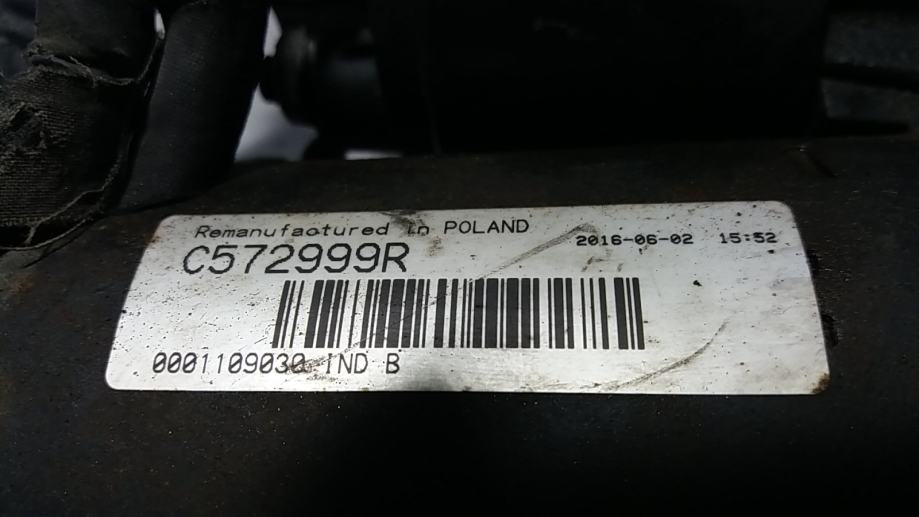 Remanufactured in POLAND
2016-06-02 15:52
C572999R
0001109030 IND B